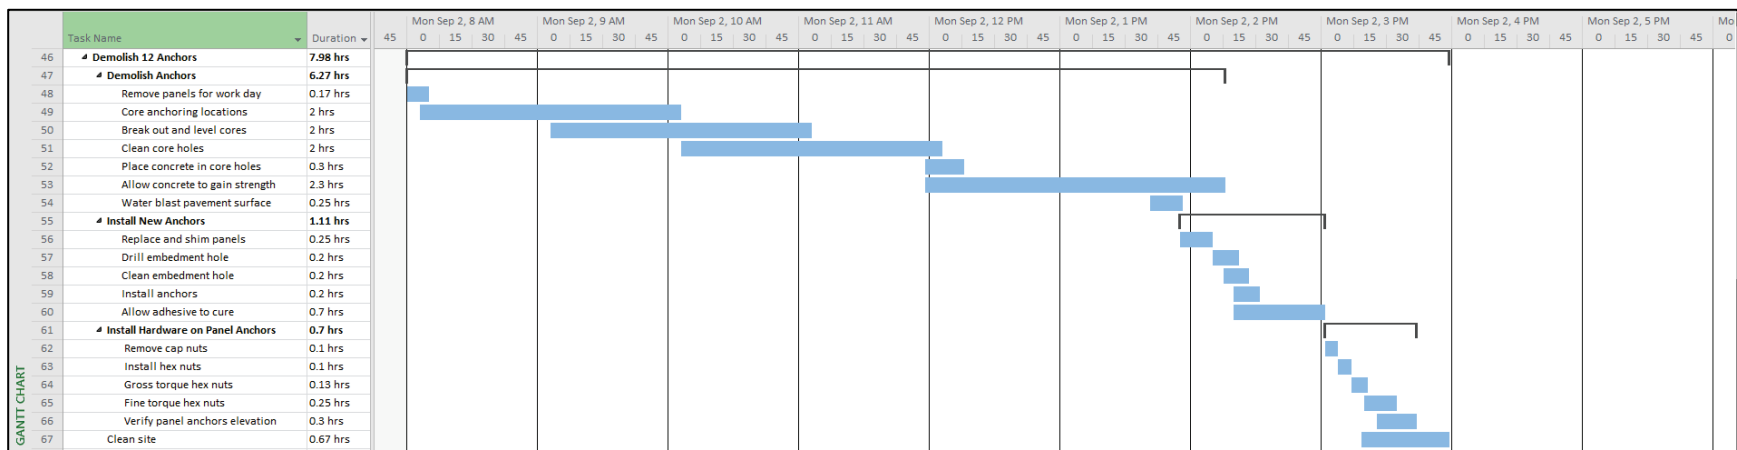 Mon Sep 2, 8 AM Mon Sep 2, 9 AM Mon Sep 2, 10 AM Mon Sep 2, 11 AM Mon Sep 2, 12 PM Mon Sep 2, 1 PM Mon Sep 2, 2 PM Mon Sep 2, 3 PM Mon Sep 2, 4 PM Mon Sep 2, 5 PM Mo
Task Name Duration 45 0 15 30 45 0 15 30 45 0 15 30 45 0 15 30 45 0 15 30 45 0 15 30 45 0 15 30 45 0 15 30 45 0 15 30 45 0 15 30 45 0
46 Demolish 12 Anchors 7.98 hrs
47 Demolish Anchors 6.27 hrs
48 Remove panels for work day 0.17 hrs
49 Core anchoring locations 2 hrs
50 Break out and level cores 2 hrs
51 Clean core holes 2 hrs
52 Place concrete in core holes 0.3 hrs
53 Allow concrete to gain strength 2.3 hrs
54 Water blast pavement surface 0.25 hrs
55 Install New Anchors 1.11 hrs
56 Replace and shim panels 0.25 hrs
57 Drill embedment hole 0.2 hrs
58 Clean embedment hole 0.2 hrs
59 Install anchors 0.2 hrs
60 Allow adhesive to cure 0.7 hrs
61 Install Hardware on Panel Anchors 0.7 hrs
62 Remove cap nuts 0.1 hrs
63 Install hex nuts 0.1 hrs
64 Gross torque hex nuts 0.13 hrs
65 Fine torque hex nuts 0.25 hrs
66 Verify panel anchors elevation 0.3 hrs
67 Clean site 0.67 hrs
GANTT CHART